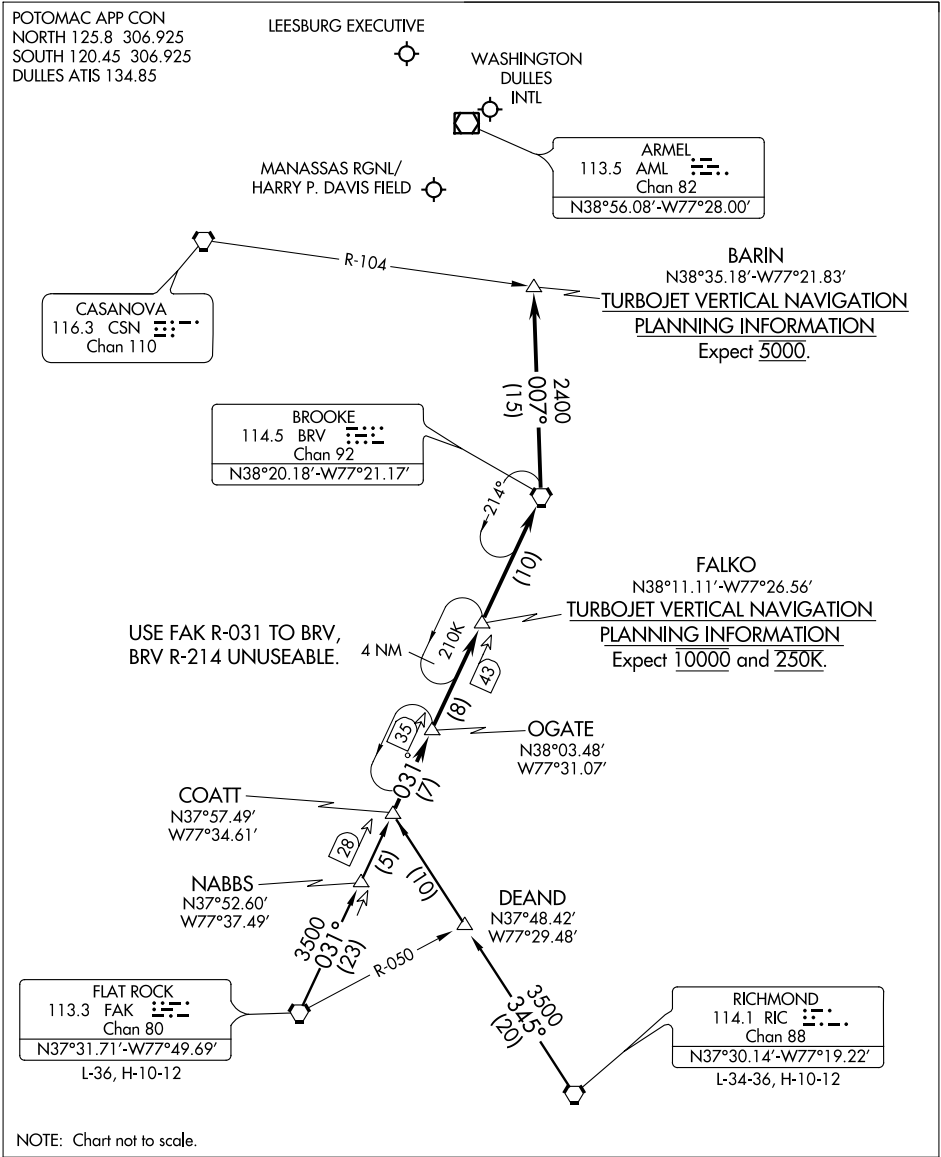 POTOMAC APP CON
NORTH 125.8 306.925
SOUTH 120.45 306.925
DULLES ATIS 134.85
LEESBURG EXECUTIVE
WASHINGTON
DULLES
INTL
ARMEL
113.5 AML
Chan 82
N38°56.08'-W77°28.00'
MANASSAS RGNL/
HARRY P. DAVIS FIELD
R-104
BARIN
N38°35.18'-W77°21.83'
TURBOJET VERTICAL NAVIGATION
PLANNING INFORMATION
Expect 5000.
CASANOVA
116.3 CSN
Chan 110
2400
007°
(15)
BROOKE
114.5 BRV
Chan 92
N38°20.18'-W77°21.17'
214°
(10)
FALKO
N38°11.11'-W77°26.56'
TURBOJET VERTICAL NAVIGATION
PLANNING INFORMATION
Expect 10000 and 250K.
USE FAK R-031 TO BRV,
BRV R-214 UNUSEABLE.
4 NM
210K
43
(8)
OGATE
N38°03.48'
W77°31.07'
35
031°
(7)
COATT
N37°57.49'
W77°34.61'
28
(5)
(10)
NABBS
N37°52.60'
W77°37.49'
DEAND
N37°48.42'
W77°29.48'
3500
031°
(23)
R-050
3500
345°
(20)
FLAT ROCK
113.3 FAK
Chan 80
N37°31.71'-W77°49.69'
L-36, H-10-12
RICHMOND
114.1 RIC
Chan 88
N37°30.14'-W77°19.22'
L-34-36, H-10-12
NOTE: Chart not to scale.